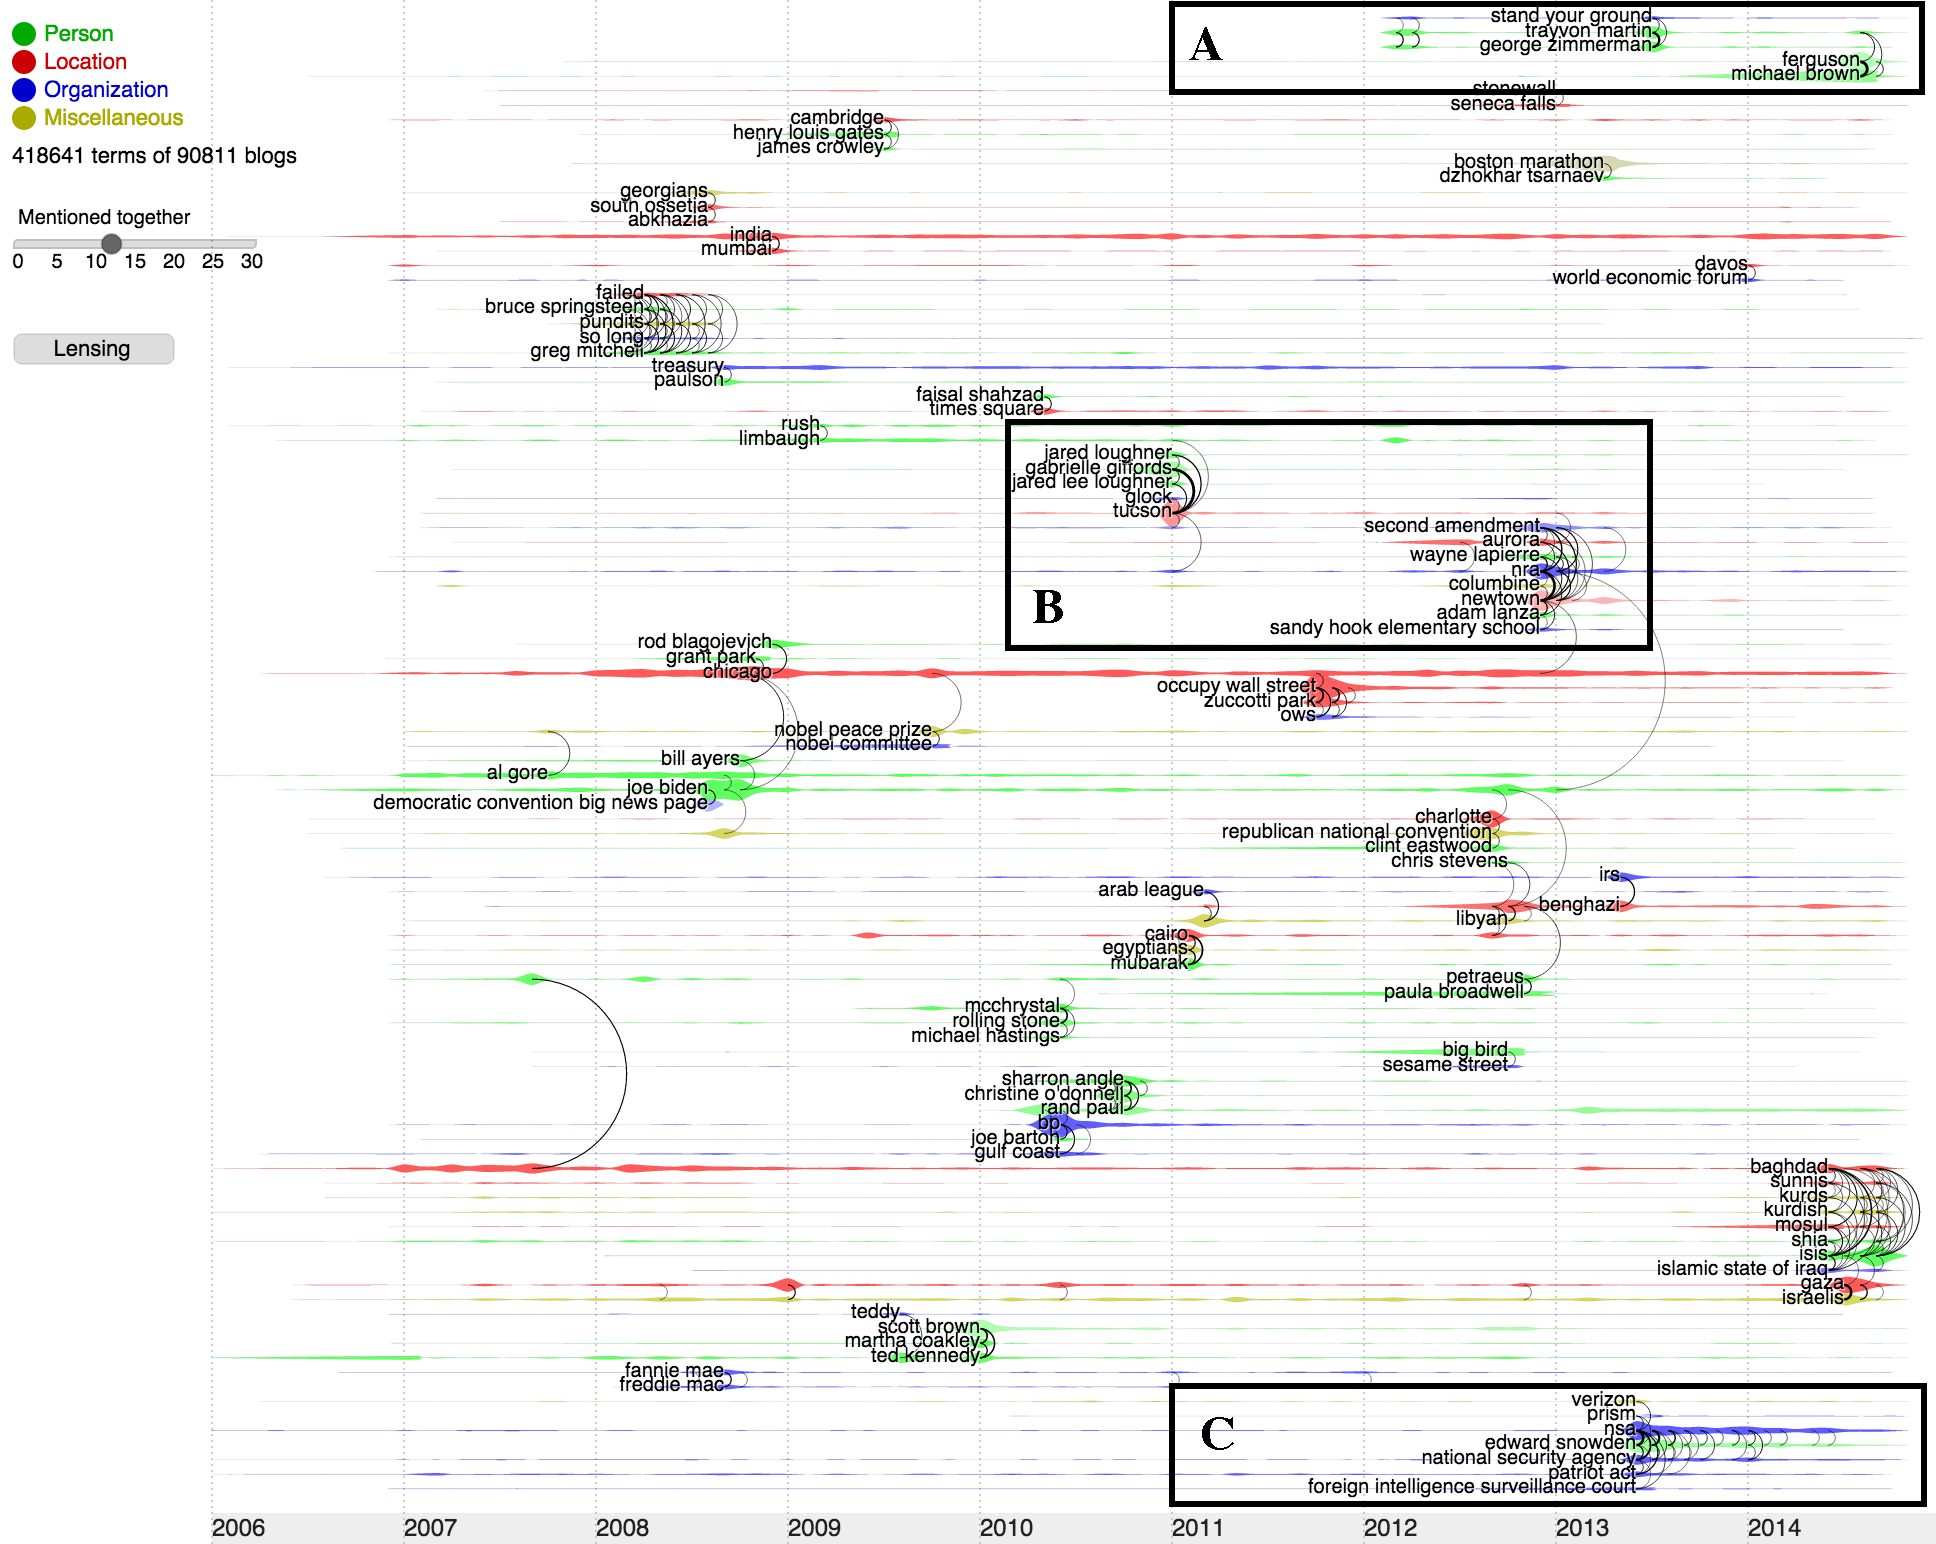 Person
Location
Organization
Miscellaneous
418641 terms of 90811 blogs
Mentioned together
0 5 10 15 20 25 30
Lensing
A
stand your ground
trayvon martin
george zimmerman
ferguson
michael brown
stonewall
seneca falls
cambridge
henry louis gates
james crowley
boston marathon
dzhokhar tsarnaev
georgians
south ossetia
abkhazia
india
mumbai
davos
world economic forum
failed
bruce springsteen
pundits
so long
greg mitchell
treasury
paulson
faisal shahzad
times square
rush
limbaugh
jared loughner
gabrielle giffords
jared lee loughner
glock
tucson
second amendment
aurora
wayne lapierre
nra
columbine
newtown
adam lanza
sandy hook elementary school
B
rod blagojevich
grant park
chicago
occupy wall street
zuccotti park
ows
nobel peace prize
nobel committee
bill ayers
al gore
joe biden
democratic convention big news page
charlotte
republican national convention
clint eastwood
chris stevens
irs
arab league
benghazi
libyan
cairo
egyptians
mubarak
petraeus
paula broadwell
mcchrystal
rolling stone
michael hastings
big bird
sesame street
sharron angle
christine o'donnell
rand paul
bp
joe barton
gulf coast
baghdad
sunnis
kurds
kurdish
mosul
shia
isis
islamic state of iraq
gaza
israelis
teddy
scott brown
martha coakley
ted kennedy
fannie mae
freddie mac
C
verizon
prism
nsa
edward snowden
national security agency
patriot act
foreign intelligence surveillance court
2006 2007 2008 2009 2010 2011 2012 2013 2014